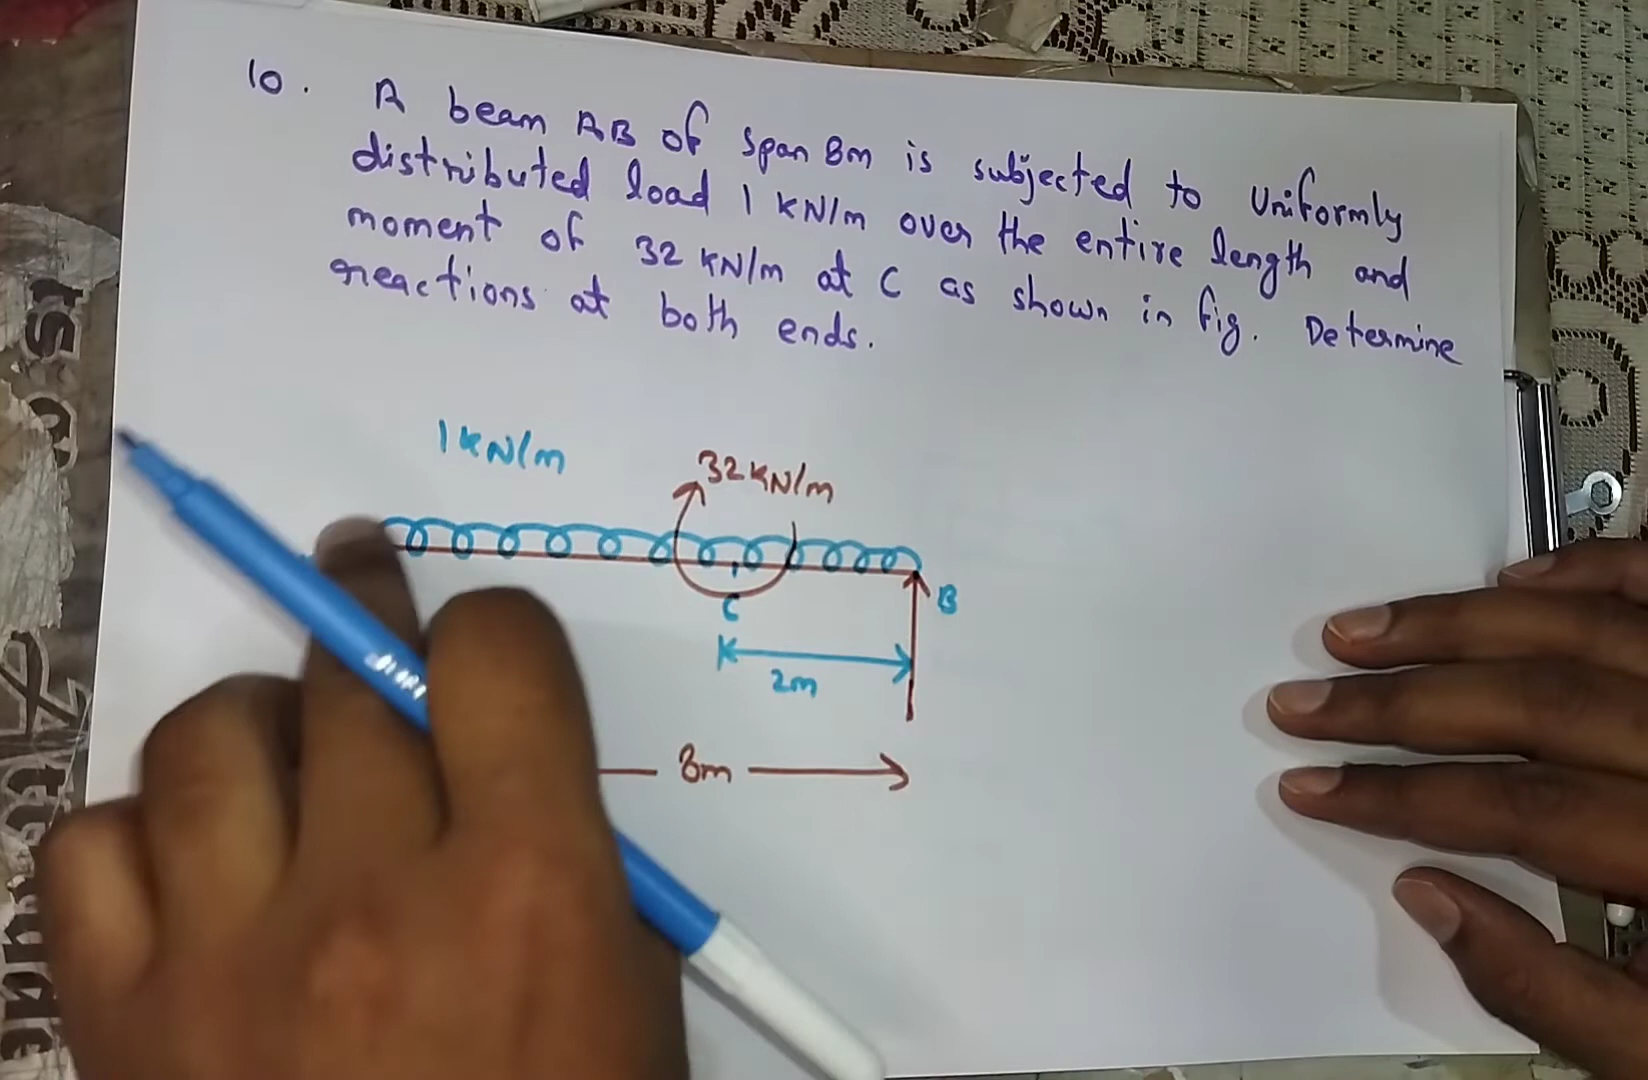 10. A beam AB of span 8m is subjected to uniformly
distributed load 1 KN/m over the entire length and
moment of 32 KN/m at C as shown in fig. Determine
reactions at both ends.
1KN/m
32KN/m
C
B
2m
8m